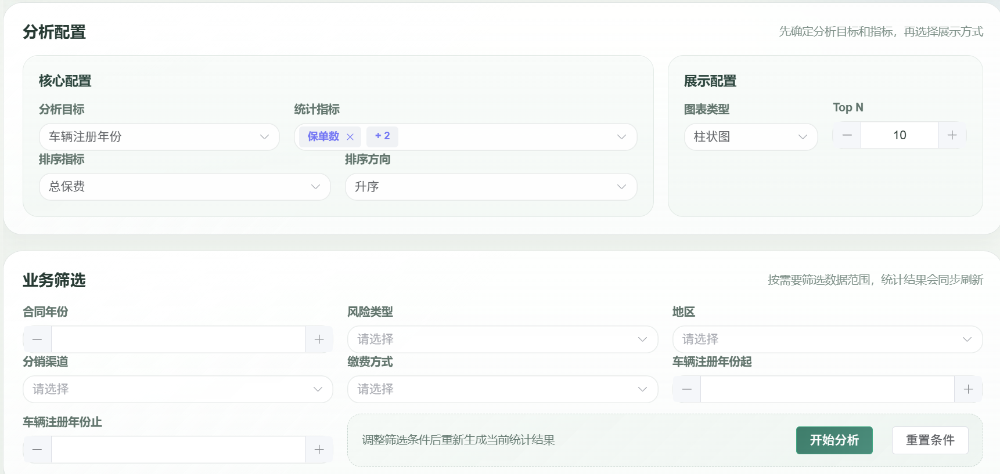 分析配置
先确定分析目标和指标，再选择展示方式
核心配置
分析目标
统计指标
车辆注册年份
保单数 ×
+ 2
排序指标
排序方向
总保费
升序
展示配置
图表类型
Top N
柱状图
10
业务筛选
按需要筛选数据范围，统计结果会同步刷新
合同年份
风险类型
地区
请选择
请选择
分销渠道
缴费方式
车辆注册年份起
请选择
请选择
车辆注册年份止
调整筛选条件后重新生成当前统计结果
开始分析
重置条件